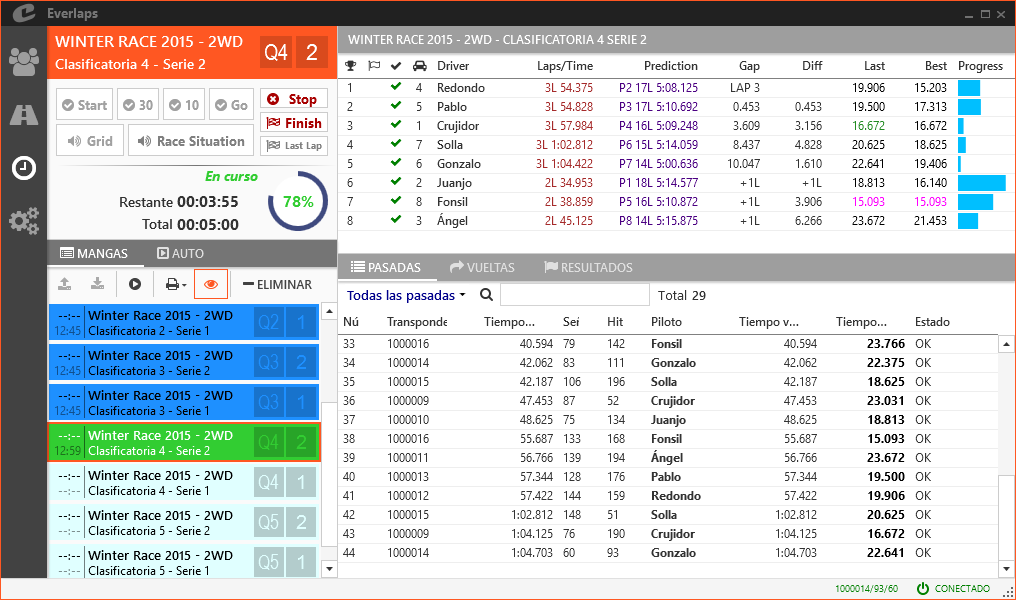 Everlaps
WINTER RACE 2015 - 2WD
Clasificatoria 4 - Serie 2
Q4 2
Start 30 10 Go
Stop
Finish
Grid Race Situation
Last Lap
En curso
Restante 00:03:55
Total 00:05:00
78%
MANGAS AUTO
ELIMINAR
--:-- Winter Race 2015 - 2WD
12:45 Clasificatoria 2 - Serie 1 Q2 1
--:-- Winter Race 2015 - 2WD
12:45 Clasificatoria 3 - Serie 2 Q3 2
--:-- Winter Race 2015 - 2WD
12:45 Clasificatoria 3 - Serie 1 Q3 1
--:-- Winter Race 2015 - 2WD
12:59 Clasificatoria 4 - Serie 2 Q4 2
--:-- Winter Race 2015 - 2WD
--:-- Clasificatoria 4 - Serie 1 Q4 1
--:-- Winter Race 2015 - 2WD
--:-- Clasificatoria 5 - Serie 2 Q5 2
--:-- Winter Race 2015 - 2WD
--:-- Clasificatoria 5 - Serie 1 Q5 1
WINTER RACE 2015 - 2WD - CLASIFICATORIA 4 SERIE 2
Driver Laps/Time Prediction Gap Diff Last Best Progress
1 4 Redondo 3L 54.375 P2 17L 5:08.125 LAP 3 19.906 15.203
2 5 Pablo 3L 54.828 P3 17L 5:10.692 0.453 0.453 19.500 17.313
3 1 Crujidor 3L 57.984 P4 16L 5:09.248 3.609 3.156 16.672 16.672
4 7 Solla 3L 1:02.812 P6 15L 5:14.059 8.437 4.828 20.625 18.625
5 6 Gonzalo 3L 1:04.422 P7 14L 5:00.636 10.047 1.610 22.641 19.406
6 2 Juanjo 2L 34.953 P1 18L 5:14.577 +1L +1L 18.813 16.140
7 8 Fonsil 2L 38.859 P5 16L 5:10.872 +1L 3.906 15.093 15.093
8 3 Ángel 2L 45.125 P8 14L 5:15.875 +1L 6.266 23.672 21.453
PASADAS VUELTAS RESULTADOS
Todas las pasadas Total 29
Nú Transponde Tiempo... Seí Hit Piloto Tiempo v... Tiempo... Estado
33 1000016 40.594 79 142 Fonsil 40.594 23.766 OK
34 1000014 42.062 83 111 Gonzalo 42.062 22.375 OK
35 1000015 42.187 106 196 Solla 42.187 18.625 OK
36 1000009 47.453 87 52 Crujidor 47.453 23.031 OK
37 1000010 48.625 75 134 Juanjo 48.625 18.813 OK
38 1000016 55.687 133 168 Fonsil 55.687 15.093 OK
39 1000011 56.766 139 194 Ángel 56.766 23.672 OK
40 1000013 57.344 128 176 Pablo 57.344 19.500 OK
41 1000012 57.422 144 159 Redondo 57.422 19.906 OK
42 1000015 1:02.812 148 51 Solla 1:02.812 20.625 OK
43 1000009 1:04.125 76 190 Crujidor 1:04.125 16.672 OK
44 1000014 1:04.703 60 93 Gonzalo 1:04.703 22.641 OK
1000014/93/60 CONECTADO